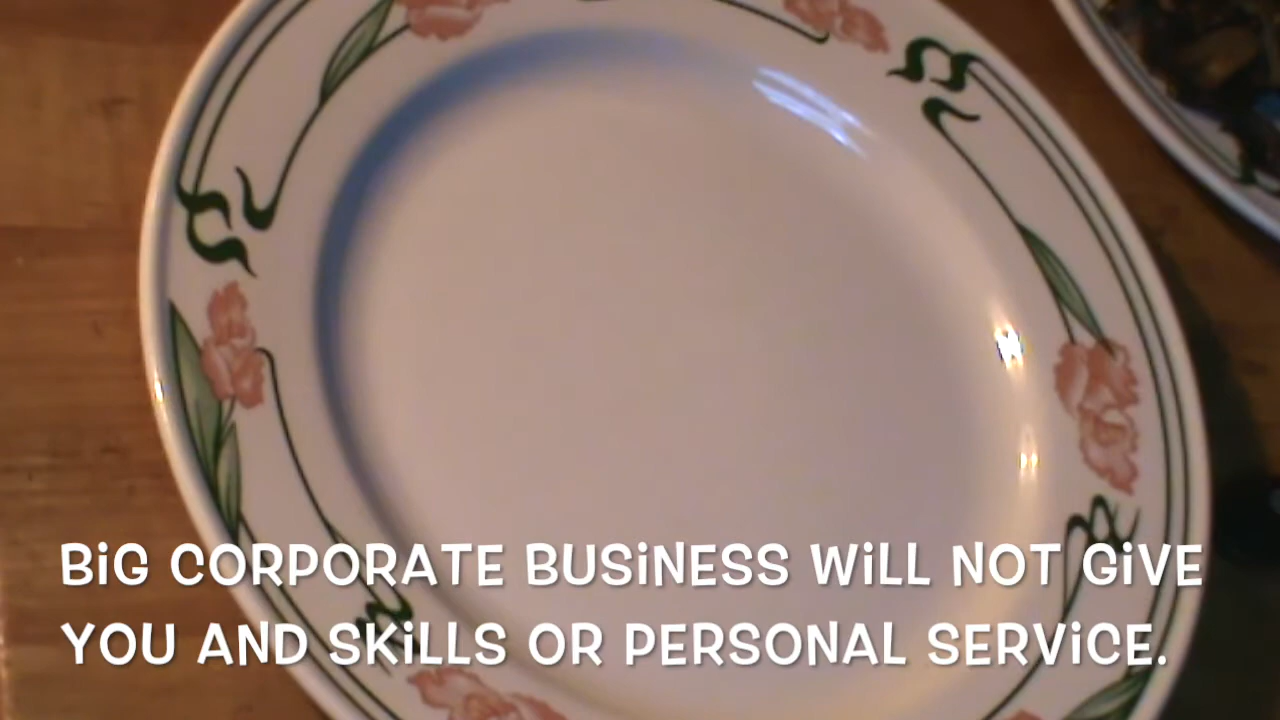 BiG CORPORATE BUSiNESS WiLL NOT GiVE
YOU AND SKiLLS OR PERSONAL SERViCE.